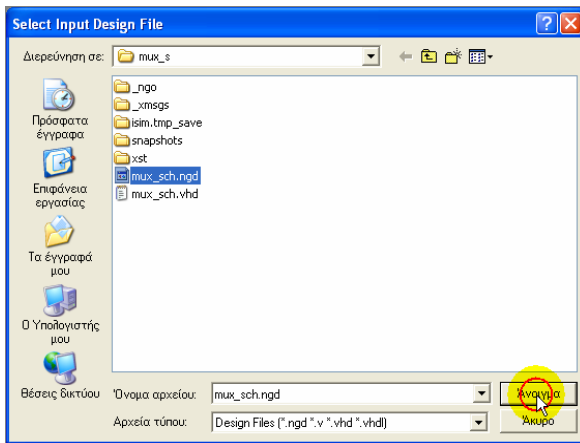 Select Input Design File
Διερεύνηση σε:
mux_s
Πρόσφατα
έγγραφα
Επιφάνεια
εργασίας
Τα έγγραφά
μου
Ο Υπολογιστής
μου
Θέσεις δικτύου
_ngo
_xmsgs
isim.tmp_save
snapshots
xst
mux_sch.ngd
mux_sch.vhd
Όνομα αρχείου:
mux_sch.ngd
Άνοιγμα
Αρχεία τύπου:
Design Files (*.ngd *.v *.vhd *.vhdl)
Άκυρο